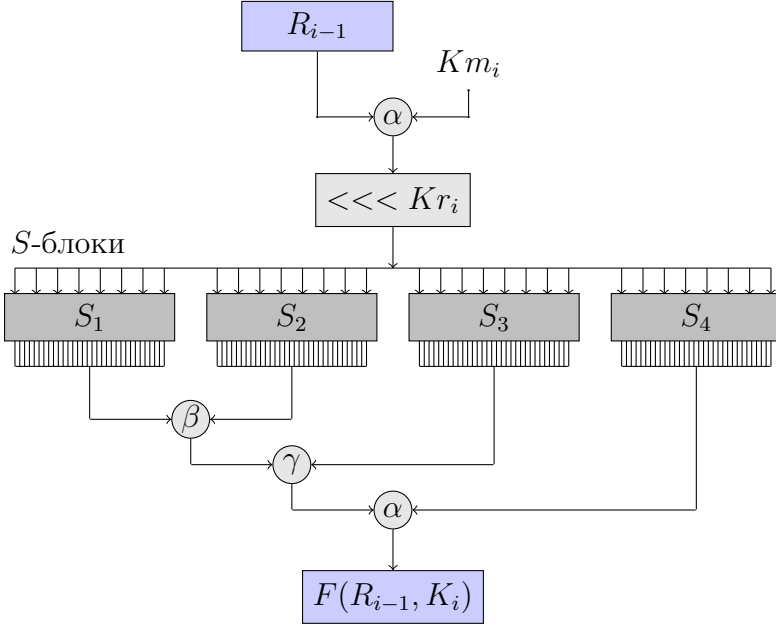 R_{i−1}
Km_i
α
<<< Kr_i
S-блоки
S_1 S_2 S_3 S_4
β
γ
α
F(R_{i−1}, K_i)